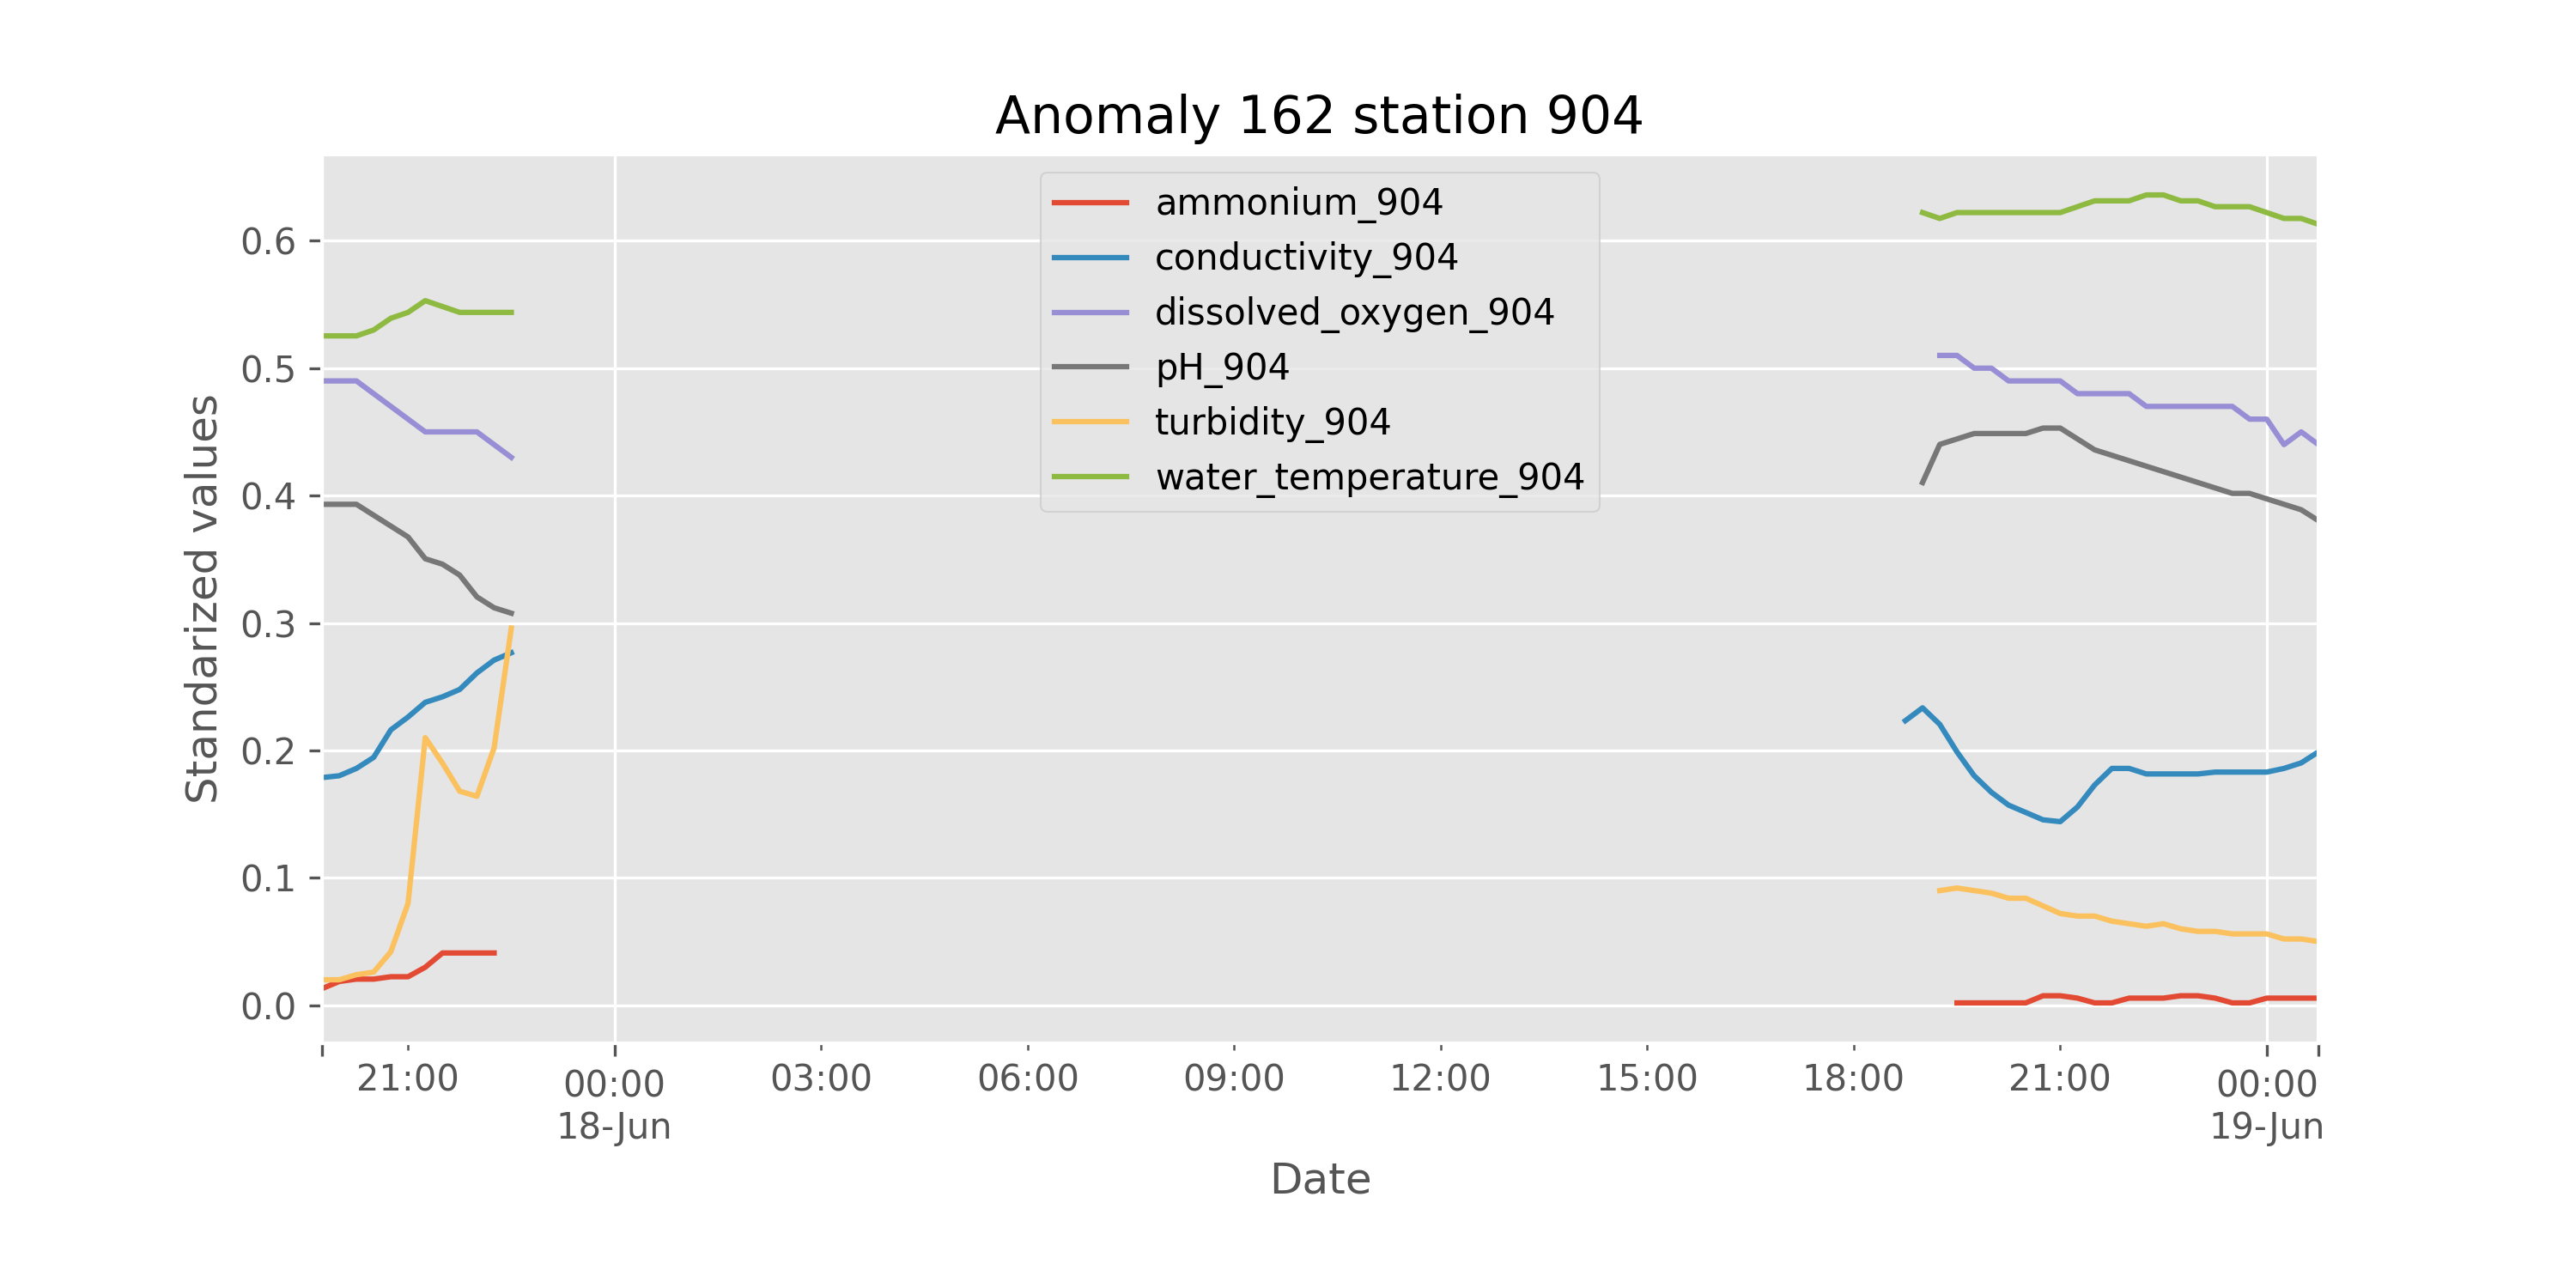 Anomaly 162 station 904
ammonium_904
conductivity_904
dissolved_oxygen_904
pH_904
turbidity_904
water_temperature_904
Standarized values
0.6
0.5
0.4
0.3
0.2
0.1
0.0
21:00 00:00 03:00 06:00 09:00 12:00 15:00 18:00 21:00 00:00
18-Jun 19-Jun
Date